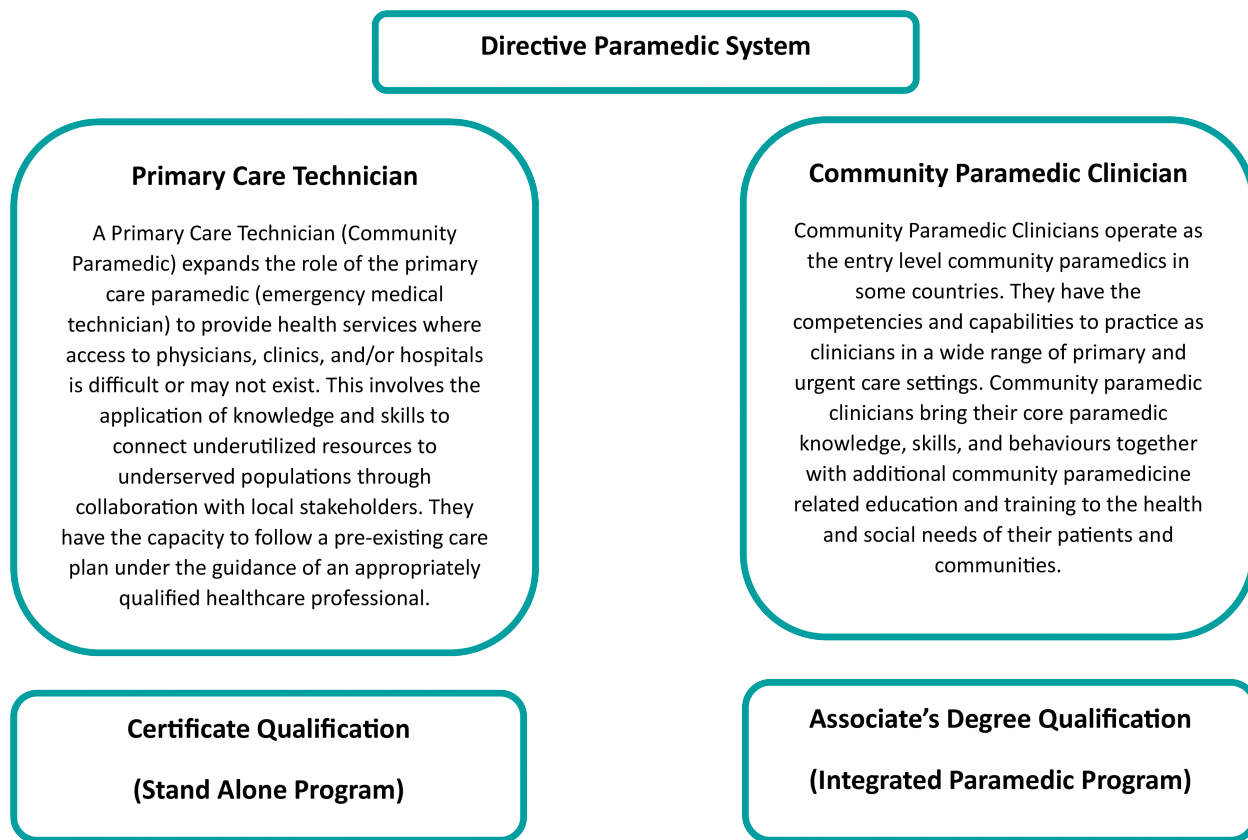 Directive Paramedic System
Primary Care Technician
A Primary Care Technician (Community
Paramedic) expands the role of the primary
care paramedic (emergency medical
technician) to provide health services where
access to physicians, clinics, and/or hospitals
is difficult or may not exist. This involves the
application of knowledge and skills to
connect underutilized resources to
underserved populations through
collaboration with local stakeholders. They
have the capacity to follow a pre-existing care
plan under the guidance of an appropriately
qualified healthcare professional.
Certificate Qualification
(Stand Alone Program)
Community Paramedic Clinician
Community Paramedic Clinicians operate as
the entry level community paramedics in
some countries. They have the
competencies and capabilities to practice as
clinicians in a wide range of primary and
urgent care settings. Community paramedic
clinicians bring their core paramedic
knowledge, skills, and behaviours together
with additional community paramedicine
related education and training to the health
and social needs of their patients and
communities.
Associate’s Degree Qualification
(Integrated Paramedic Program)